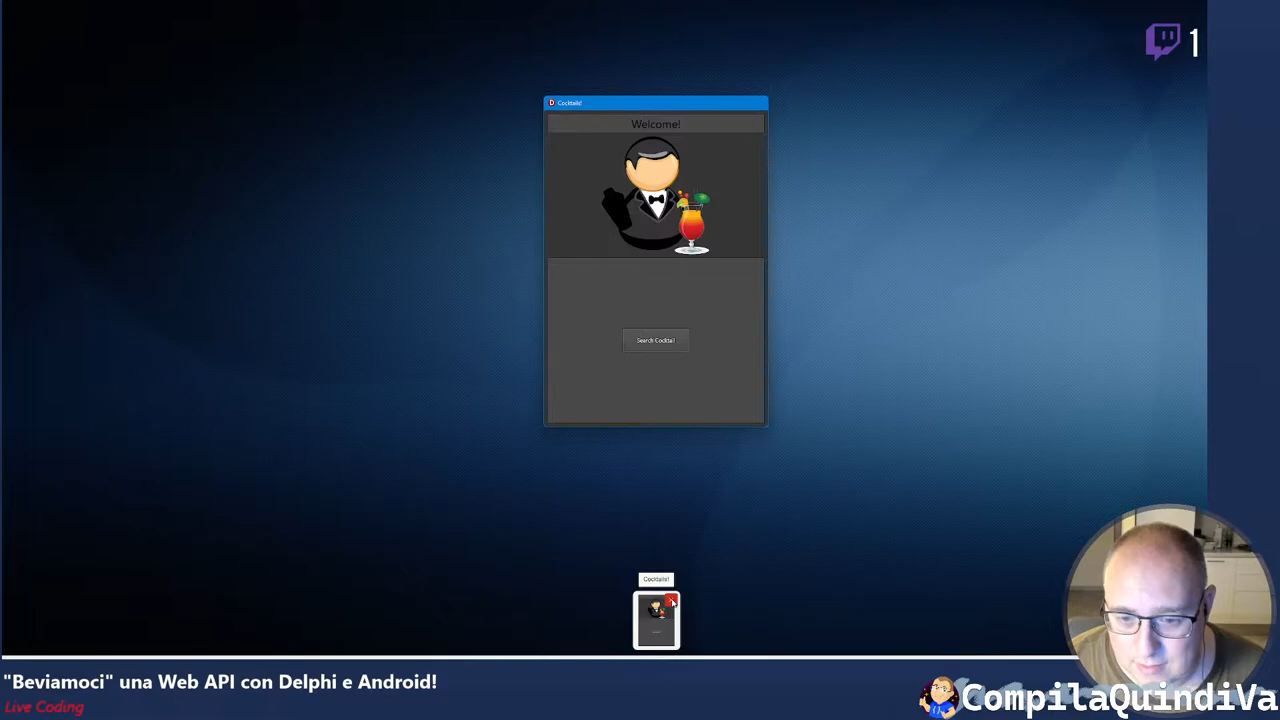 1
Cocktails!
Welcome!
Search Cocktail
Cocktails!
"Beviamoci" una Web API con Delphi e Android!
Live Coding
CompilaQuindiVa